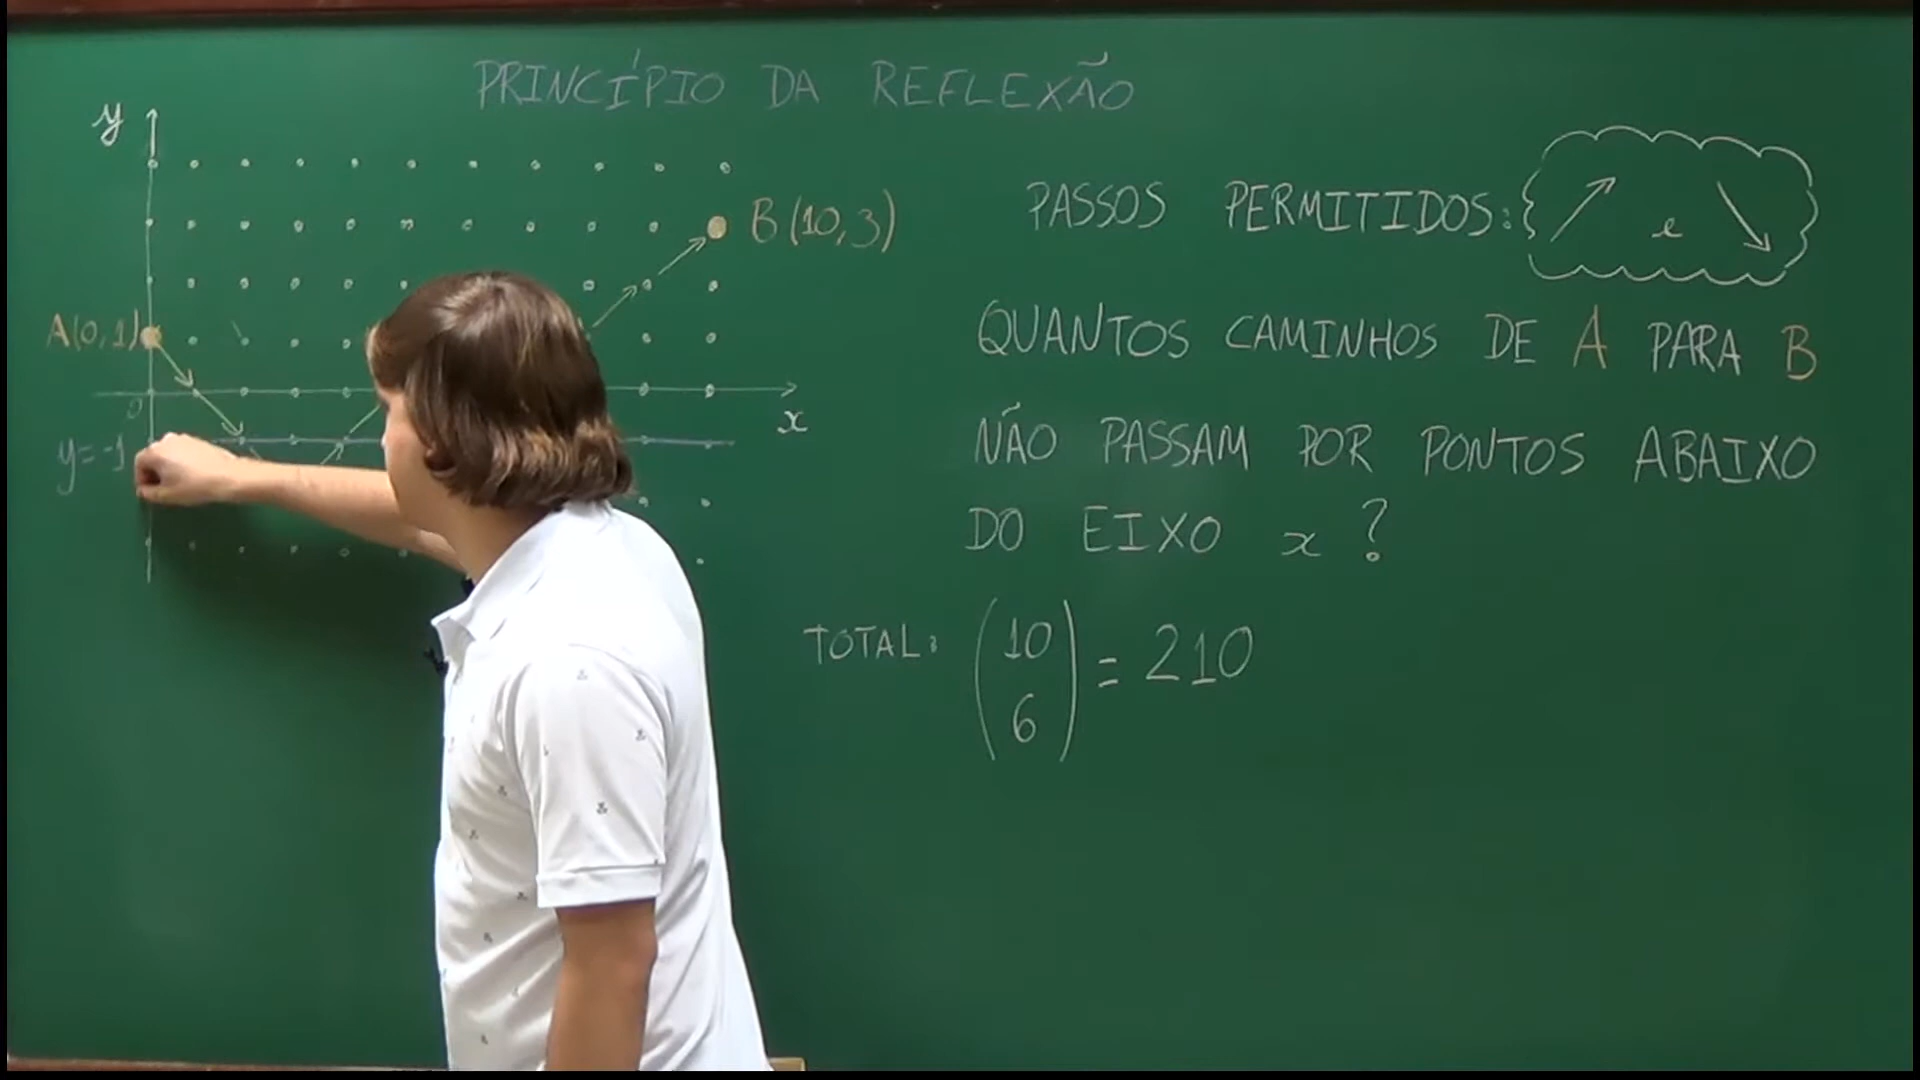 PRINCÍPIO DA REFLEXÃO
y
B(10,3)
A(0,1)
0
x
y=-1
PASSOS PERMITIDOS: e
QUANTOS CAMINHOS DE A PARA B
NÃO PASSAM POR PONTOS ABAIXO
DO EIXO x ?
TOTAL: (10 6) = 210